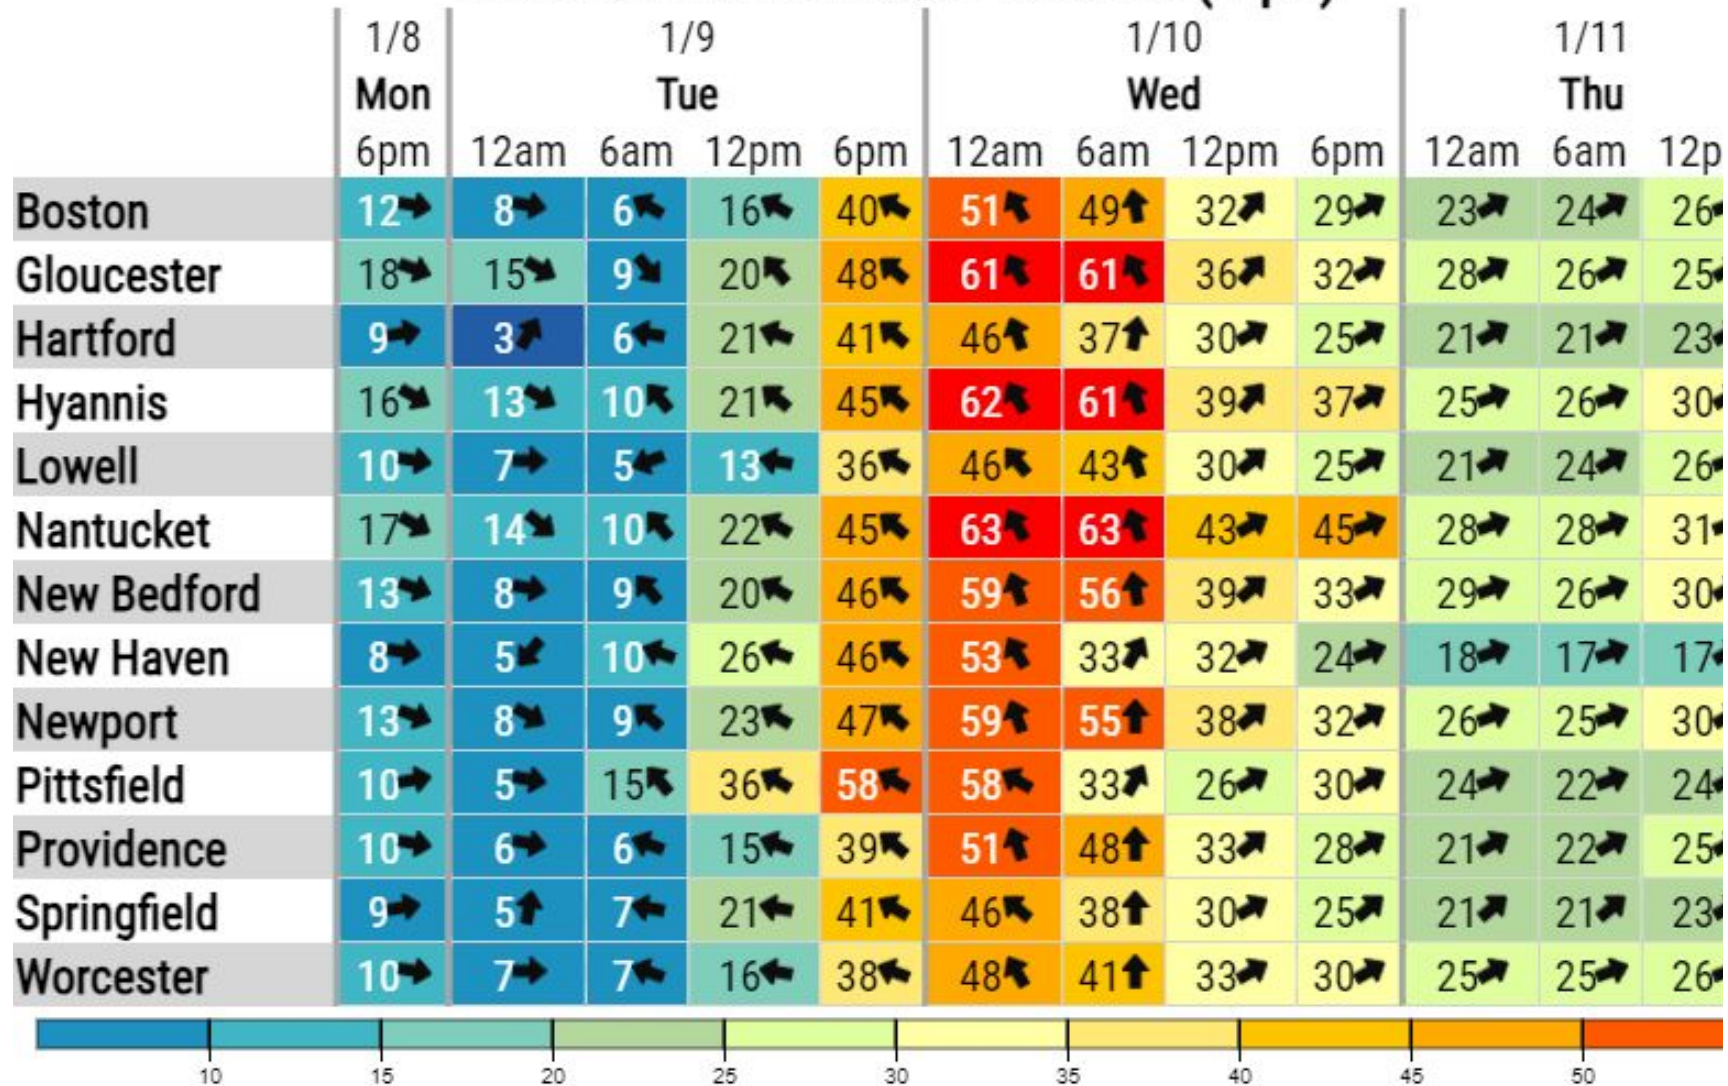 1/8 1/9 1/10 1/11
Mon Tue Wed Thu
6pm 12am 6am 12pm 6pm 12am 6am 12pm 6pm 12am 6am 12p
Boston 12 8 6 16 40 51 49 32 29 23 24 26
Gloucester 18 15 9 20 48 61 61 36 32 28 26 25
Hartford 9 3 6 21 41 46 37 30 25 21 21 23
Hyannis 16 13 10 21 45 62 61 39 37 25 26 30
Lowell 10 7 5 13 36 46 43 30 25 21 24 26
Nantucket 17 14 10 22 45 63 63 43 45 28 28 31
New Bedford 13 8 9 20 46 59 56 39 33 29 26 30
New Haven 8 5 10 26 46 53 33 32 24 18 17 17
Newport 13 8 9 23 47 59 55 38 32 26 25 30
Pittsfield 10 5 15 36 58 58 33 26 30 24 22 24
Providence 10 6 6 15 39 51 48 33 28 21 22 25
Springfield 9 5 7 21 41 46 38 30 25 21 21 23
Worcester 10 7 7 16 38 48 41 33 30 25 25 26
10 15 20 25 30 35 40 45 50